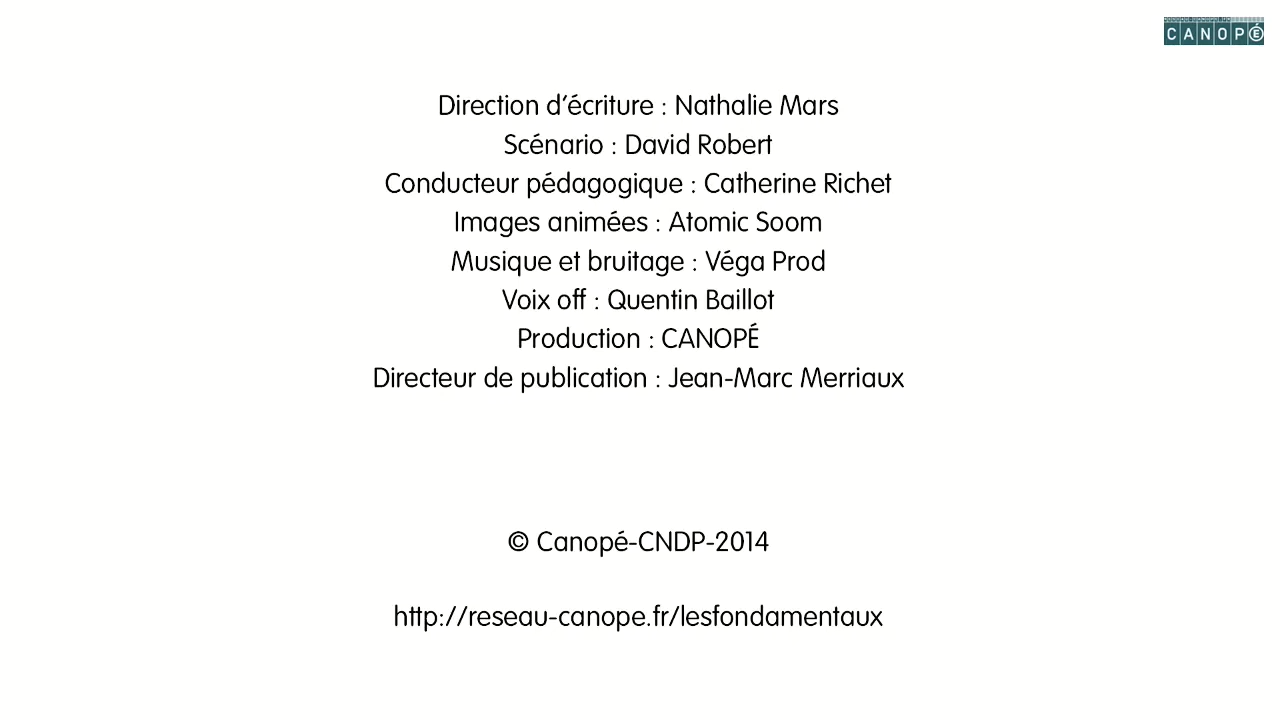 CANOPÉ
Direction d'écriture : Nathalie Mars
Scénario : David Robert
Conducteur pédagogique : Catherine Richet
Images animées : Atomic Soom
Musique et bruitage : Véga Prod
Voix off : Quentin Baillot
Production : CANOPÉ
Directeur de publication : Jean-Marc Merriaux
© Canopé-CNDP-2014
http://reseau-canope.fr/lesfondamentaux